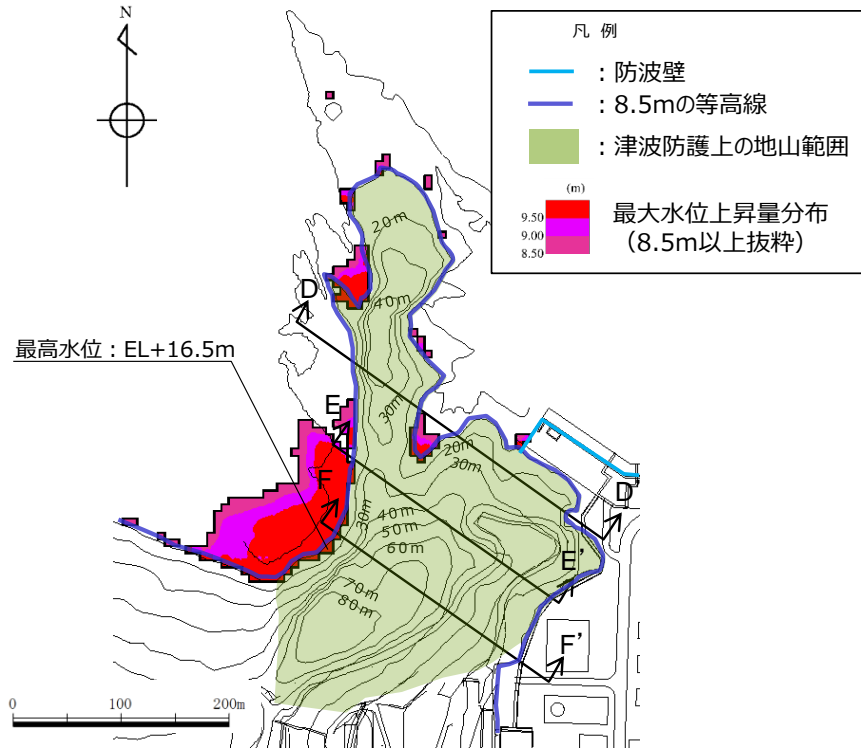 N
凡 例
：防波壁
：8.5mの等高線
：津波防護上の地山範囲
(m)
9.50
9.00
8.50
最大水位上昇量分布
（8.5m以上抜粋）
20m
D
40m
最高水位：EL+16.5m
E
30m
20m
30m
F
D
30m
40m
50m
60m
E'
70m
80m
F'
0
100
200m